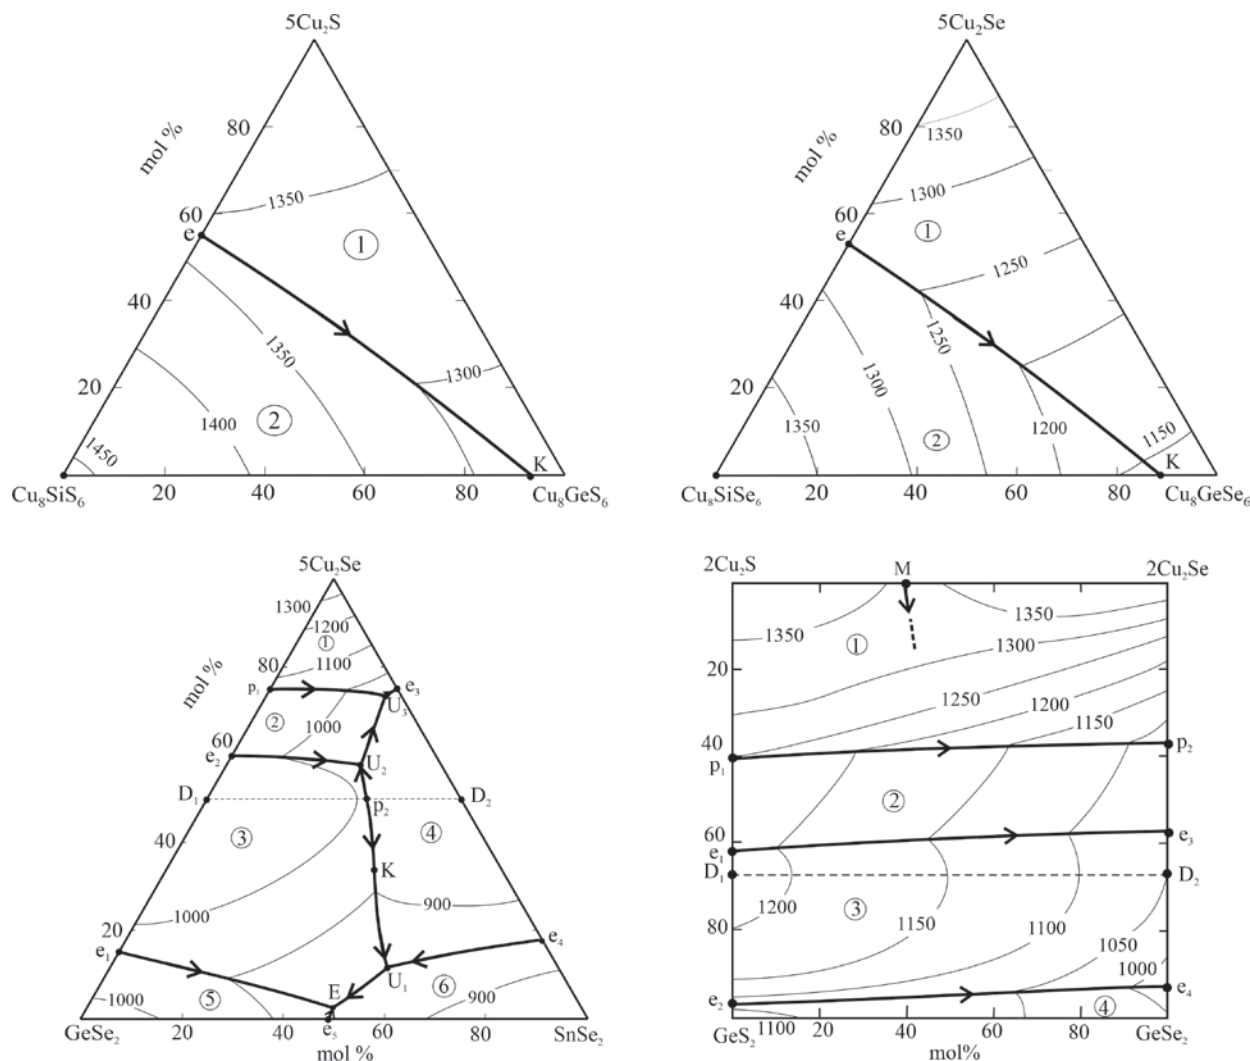 5Cu₂S
80
mol %
1350
60
e
1
40
1350
1300
20
1400
2
1450
K
Cu₈SiS₆
20
40
60
80
Cu₈GeS₆
5Cu₂Se
80
1350
mol %
1300
60
e
1
1250
40
1250
1300
20
1350
1200
1150
2
K
Cu₈SiSe₆
20
40
60
80
Cu₈GeSe₆
5Cu₂Se
1300
1200
1
80
1100
mol %
p₁
e₃
U₃
2
1000
60
e₂
U₂
D₁
p₂
D₂
3
4
40
K
1000
900
20
e₁
e₄
U₁
E
5
6
1000
900
GeSe₂
20
40
e₅
60
80
SnSe₂
mol %
2Cu₂S
M
2Cu₂Se
1350
1350
1
1300
20
1250
1200
1150
40
p₁
p₂
2
60
e₁
e₃
D₁
D₂
1200
3
1150
1100
80
1050
1000
e₂
e₄
4
1100
GeS₂
20
40
60
80
GeSe₂
mol%